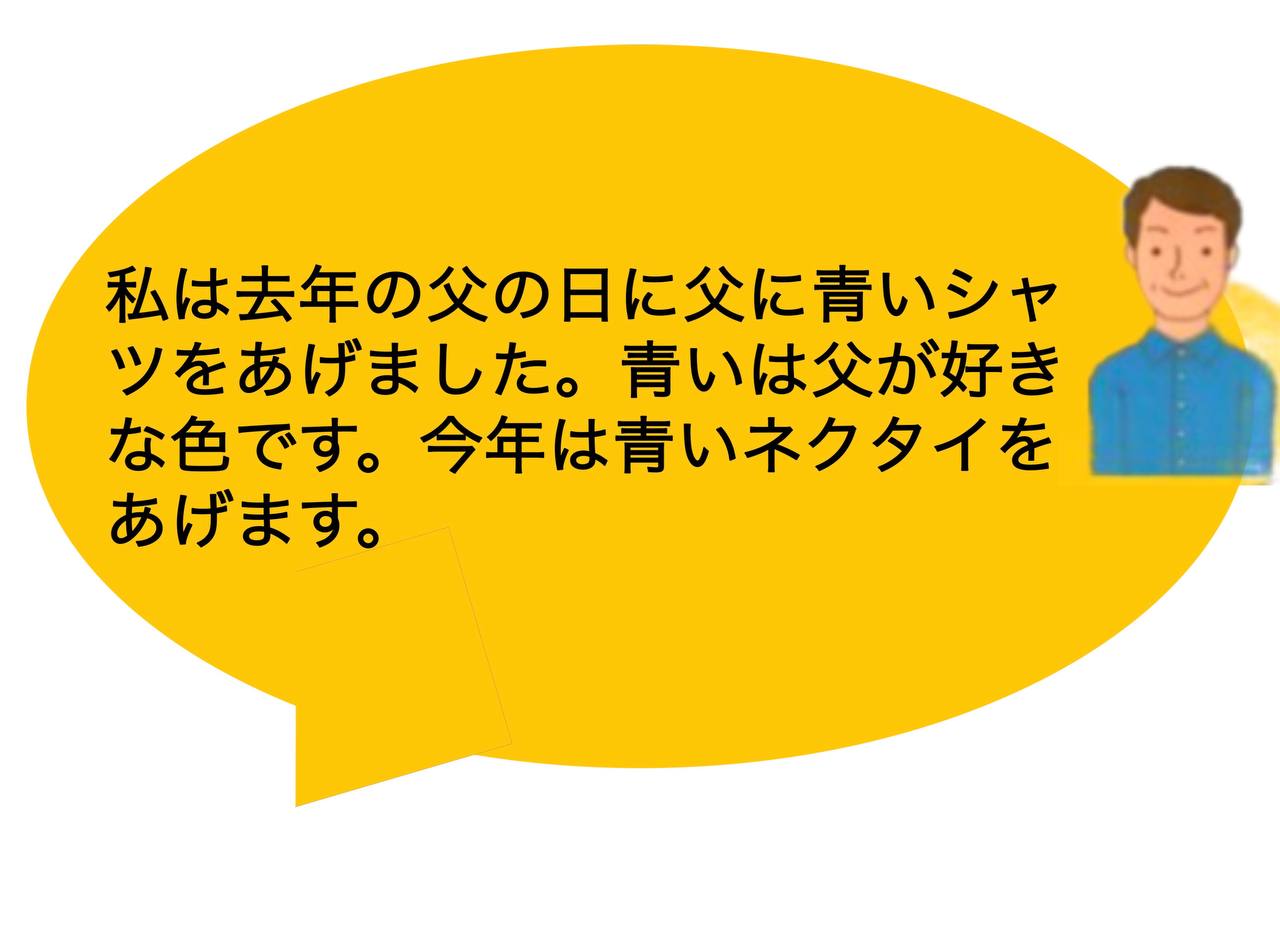 私は去年の父の日に父に青いシャ
ツをあげました。青いは父が好き
な色です。今年は青いネクタイを
あげます。